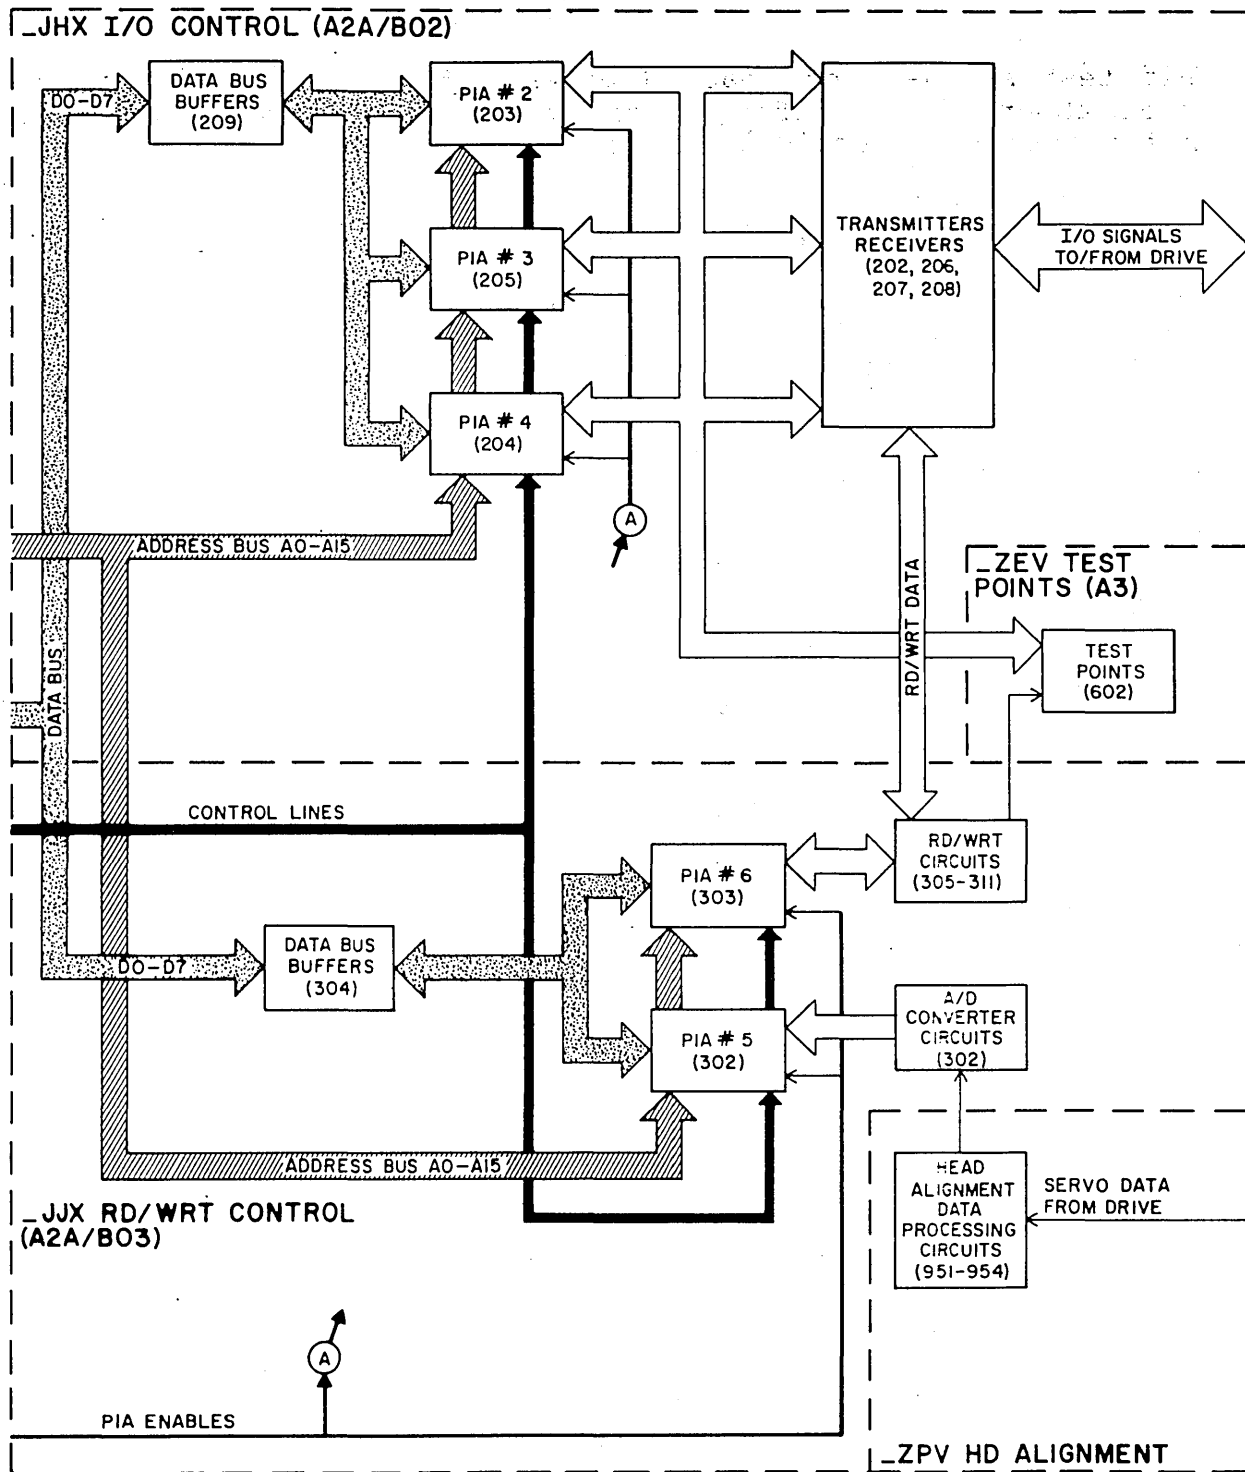 _JHX I/O CONTROL (A2A/B02)
D0-D7
DATA BUS
BUFFERS
(209)
PIA # 2
(203)
PIA # 3
(205)
PIA # 4
(204)
TRANSMITTERS
RECEIVERS
(202, 206,
207, 208)
I/O SIGNALS
TO/FROM DRIVE
A
ADDRESS BUS A0-A15
DATA BUS
RD/WRT DATA
_ZEV TEST
POINTS (A3)
TEST
POINTS
(602)
CONTROL LINES
PIA # 6
(303)
RD/WRT
CIRCUITS
(305-311)
D0-D7
DATA BUS
BUFFERS
(304)
PIA # 5
(302)
A/D
CONVERTER
CIRCUITS
(302)
ADDRESS BUS A0-A15
_JJX RD/WRT CONTROL
(A2A/B03)
HEAD
ALIGNMENT
DATA
PROCESSING
CIRCUITS
(951-954)
SERVO DATA
FROM DRIVE
A
PIA ENABLES
_ZPV HD ALIGNMENT